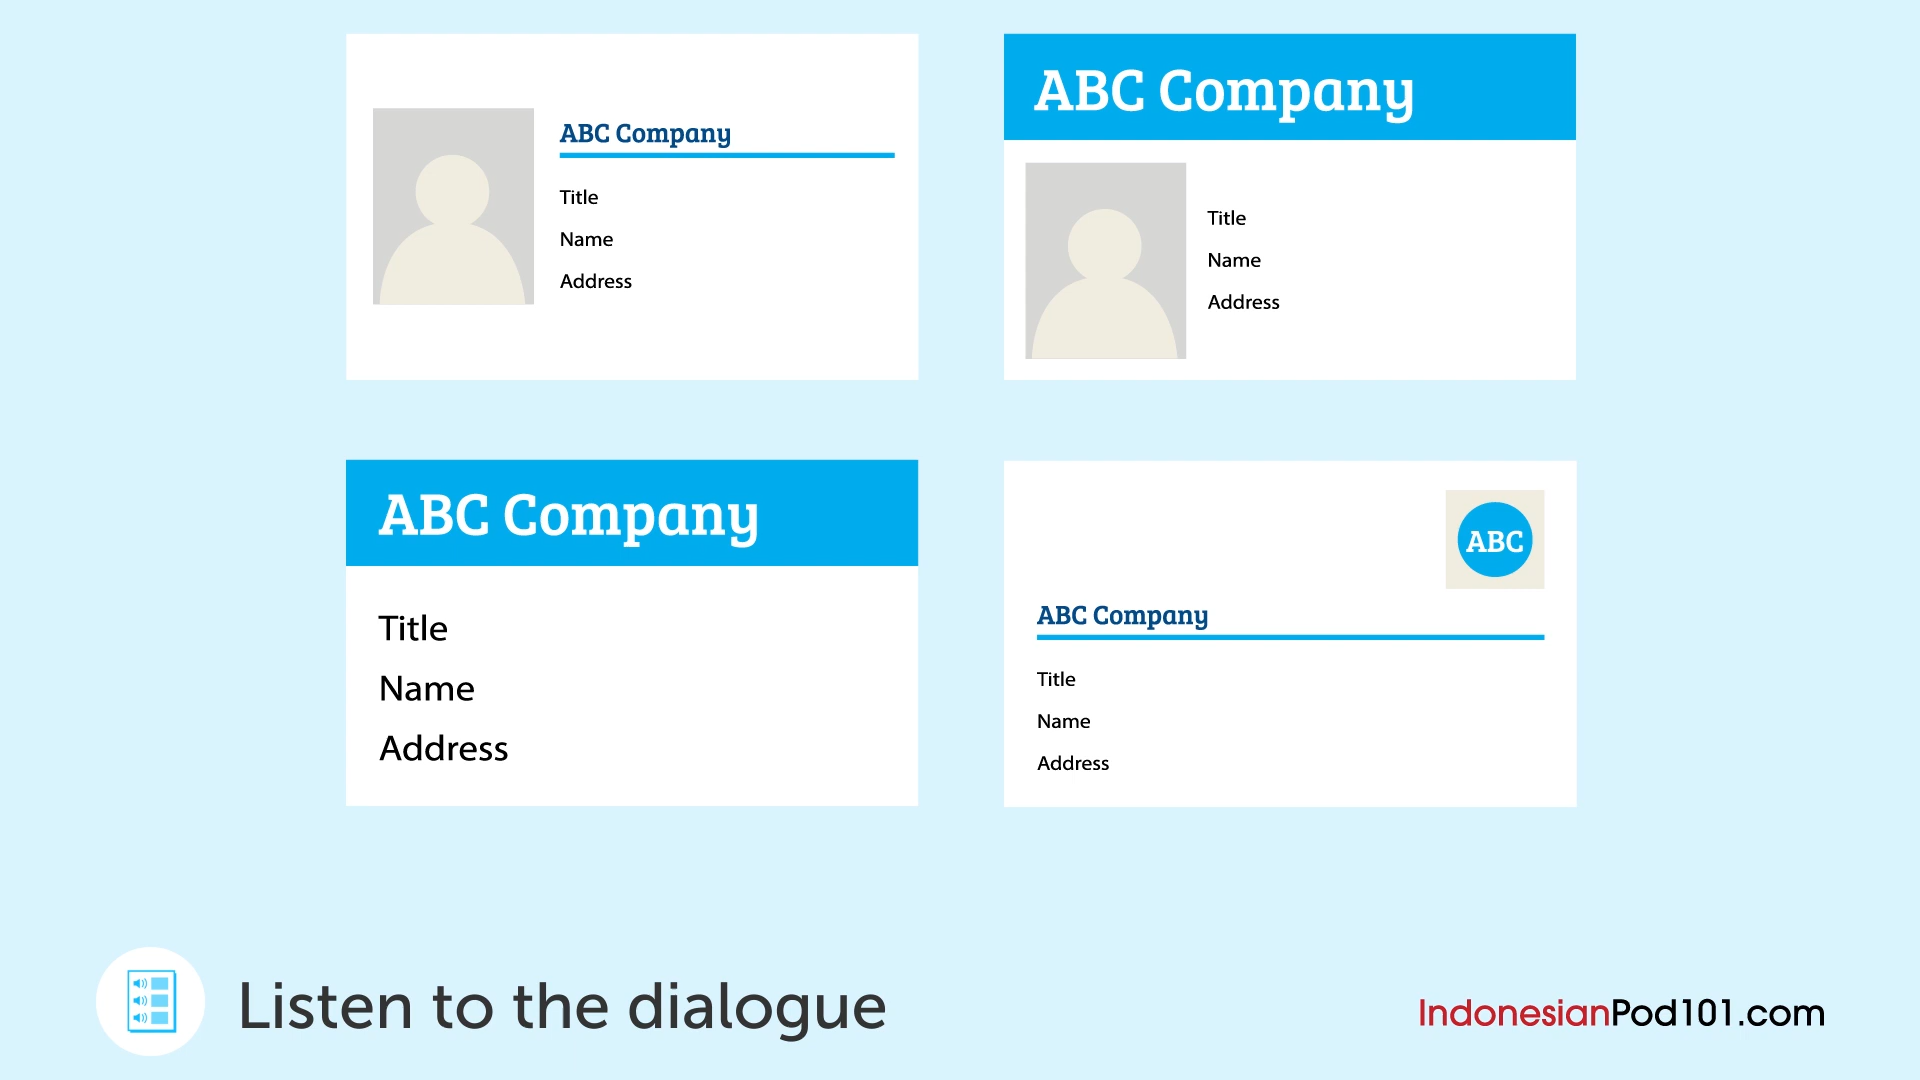 ABC Company
Title
Name
Address
ABC Company
Title
Name
Address
ABC Company
Title
Name
Address
ABC
ABC Company
Title
Name
Address
Listen to the dialogue
IndonesianPod101.com